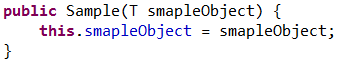 public Sample(T smapleObject) {
    this.smapleObject = smapleObject;
}